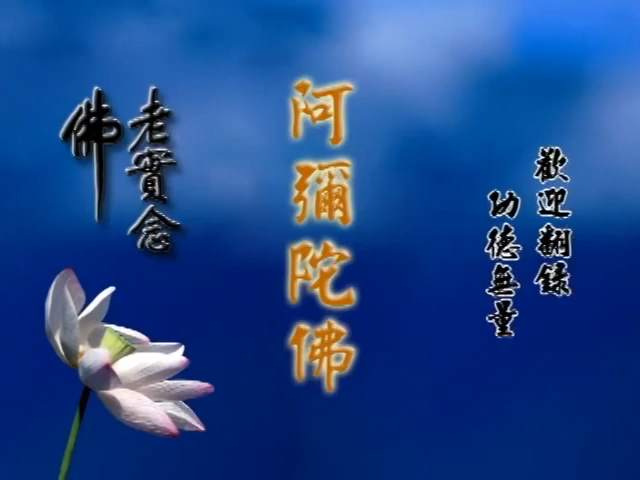 歡迎翻錄
功德無量
阿彌陀佛
老實念
佛